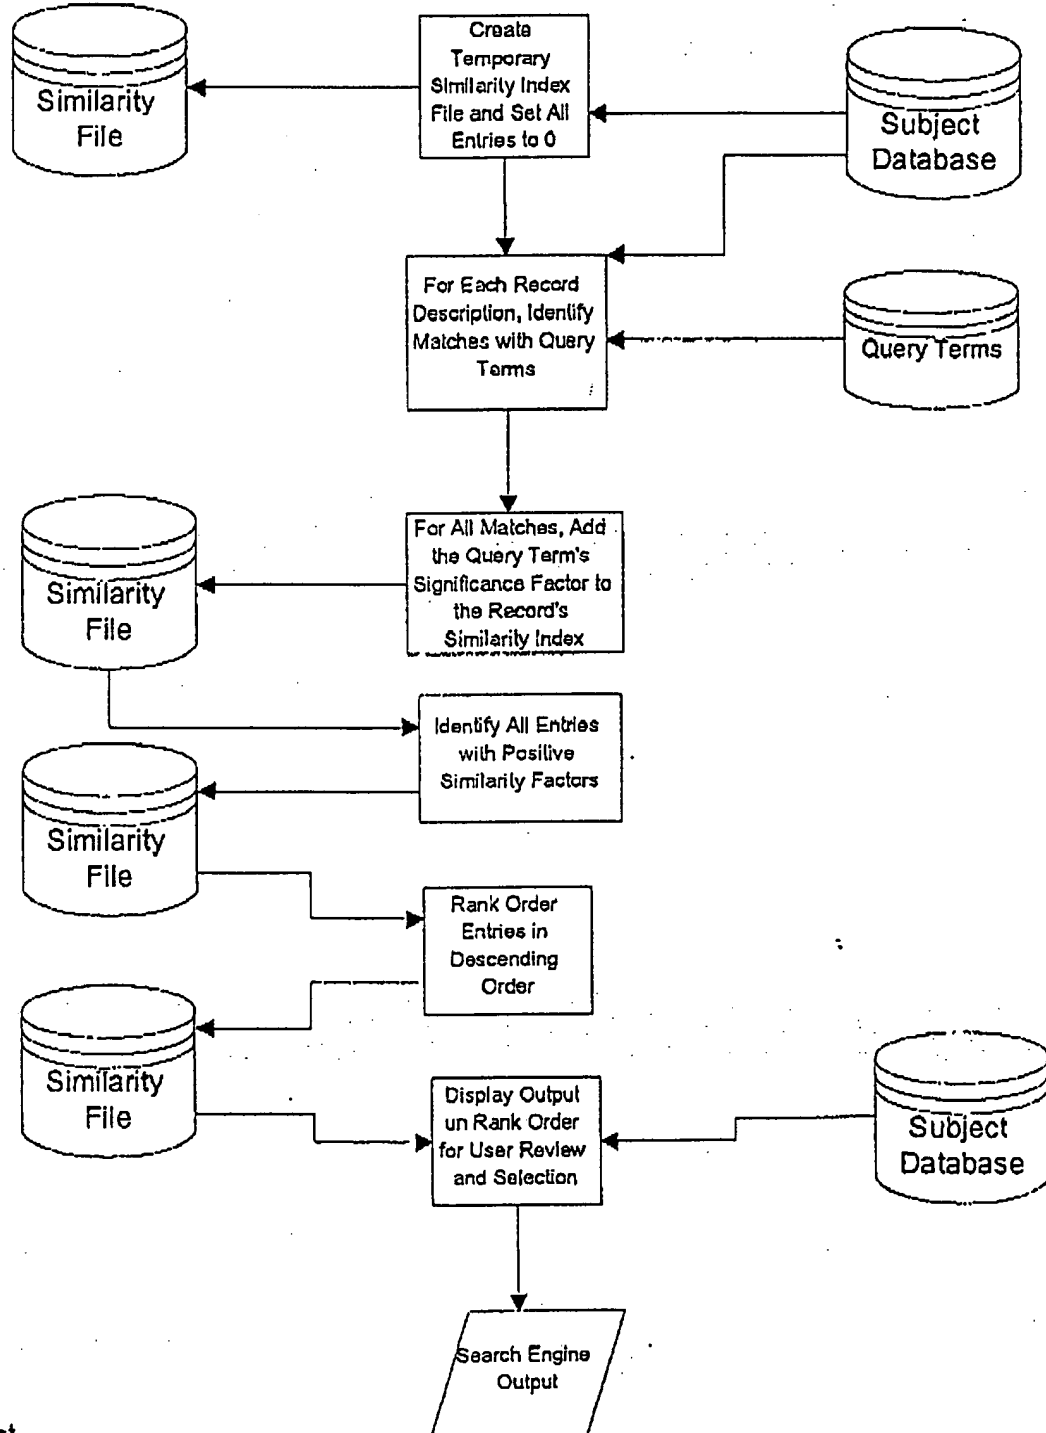 Similarity
File
Create
Temporary
Similarity Index
File and Set All
Entries to 0
Subject
Database
For Each Record
Description, Identify
Matches with Query
Terms
Query Terms
Similarity
File
For All Matches, Add
the Query Term's
Significance Factor to
the Record's
Similarity Index
Identify All Entries
with Positive
Similarity Factors
Similarity
File
Rank Order
Entries in
Descending
Order
Similarity
File
Display Output
un Rank Order
for User Review
and Selection
Subject
Database
Search Engine
Output